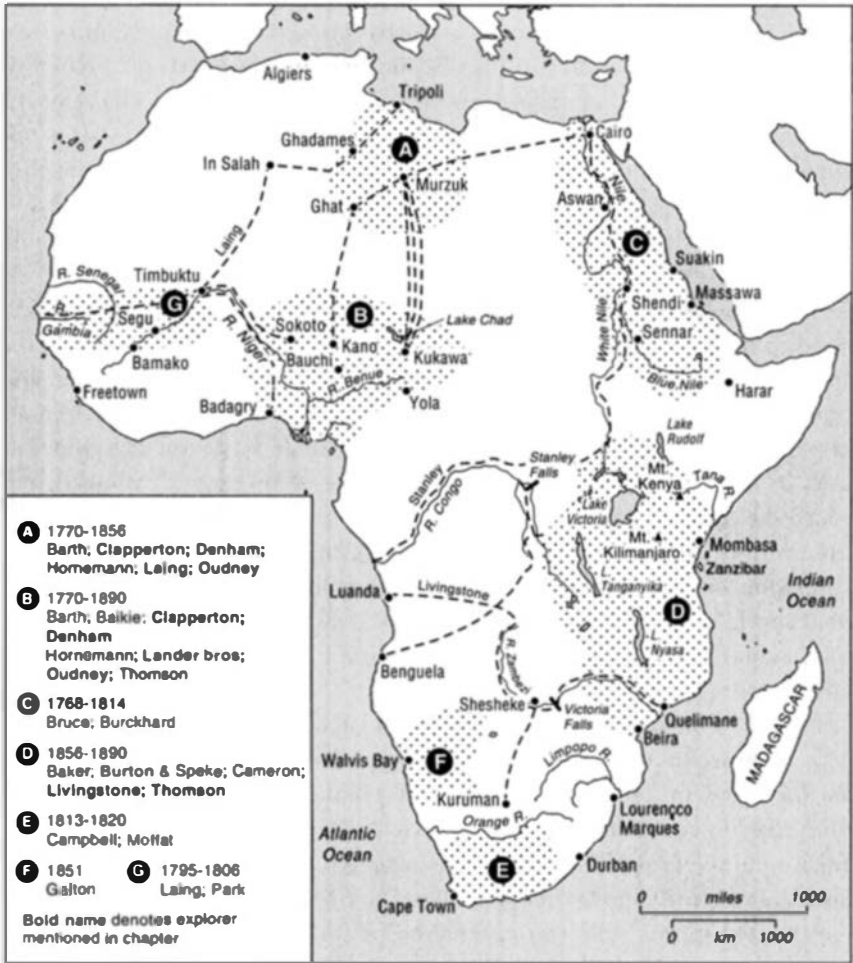 Algiers
Tripoli
Ghadames
A
Cairo
In Salah
Murzuk
Nile
Ghat
Aswan
Laing
C
Suakin
R. Senegal
Timbuktu
Shendi
Massawa
R.
G
B
Gambia
Segu
Sokoto
Lake Chad
White Nile
Sennar
R. Niger
Kano
Bamako
Bauchi
Kukawa
R. Benue
Blue Nile
Harar
Freetown
Yola
Badagry
Lake
Rudolf
Stanley
Falls
Mt.
Kenya
Tana R.
Stanley
R. Congo
Lake
Victoria
Mt.
Kilimanjaro
Mombasa
Zanzibar
L.
Tanganyika
Indian
Ocean
Luanda
Livingstone
D
L.
Nyasa
R. Zambezi
Benguela
Shesheke
Victoria
Falls
Quelimane
Beira
MADAGASCAR
Walvis Bay
F
Limpopo R.
Kuruman
Orange R.
Lourençco
Marques
Atlantic
Ocean
E
Durban
Cape Town
0 miles 1000
0 km 1000
A 1770-1856
Barth; Clapperton; Denham;
Hornemann; Laing; Oudney
B 1770-1890
Barth, Baikie; Clapperton;
Denham
Hornemann; Lander bros;
Oudney; Thomson
C 1768-1814
Bruce; Burckhard
D 1856-1890
Baker; Burton & Speke; Cameron;
Livingstone; Thomson
E 1813-1820
Campbell; Moffat
F 1851
Galton
G 1795-1806
Laing; Park
Bold name denotes explorer
mentioned in chapter